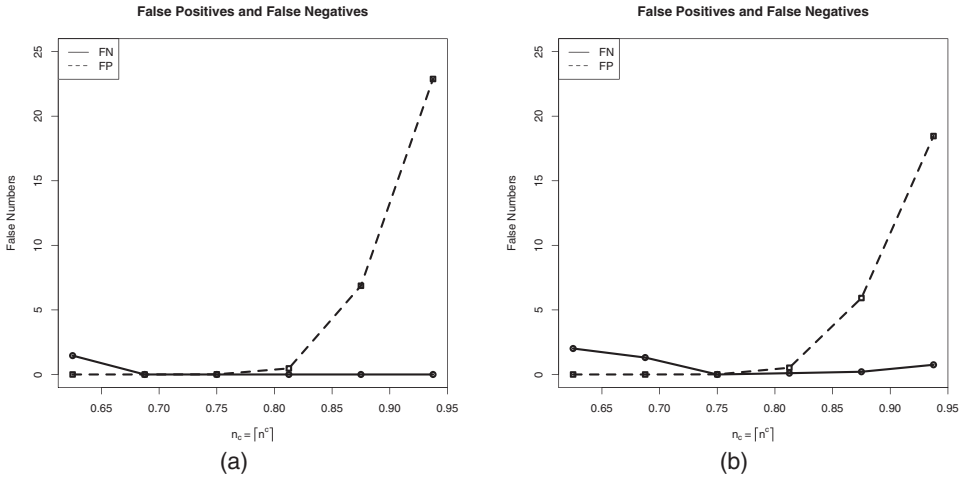 False Positives and False Negatives
FN
FP
False Numbers
25
20
15
10
5
0
0.65 0.70 0.75 0.80 0.85 0.90 0.95
n_c = ⌈n^c⌉
(a)
False Positives and False Negatives
FN
FP
False Numbers
25
20
15
10
5
0
0.65 0.70 0.75 0.80 0.85 0.90 0.95
n_c = ⌈n^c⌉
(b)